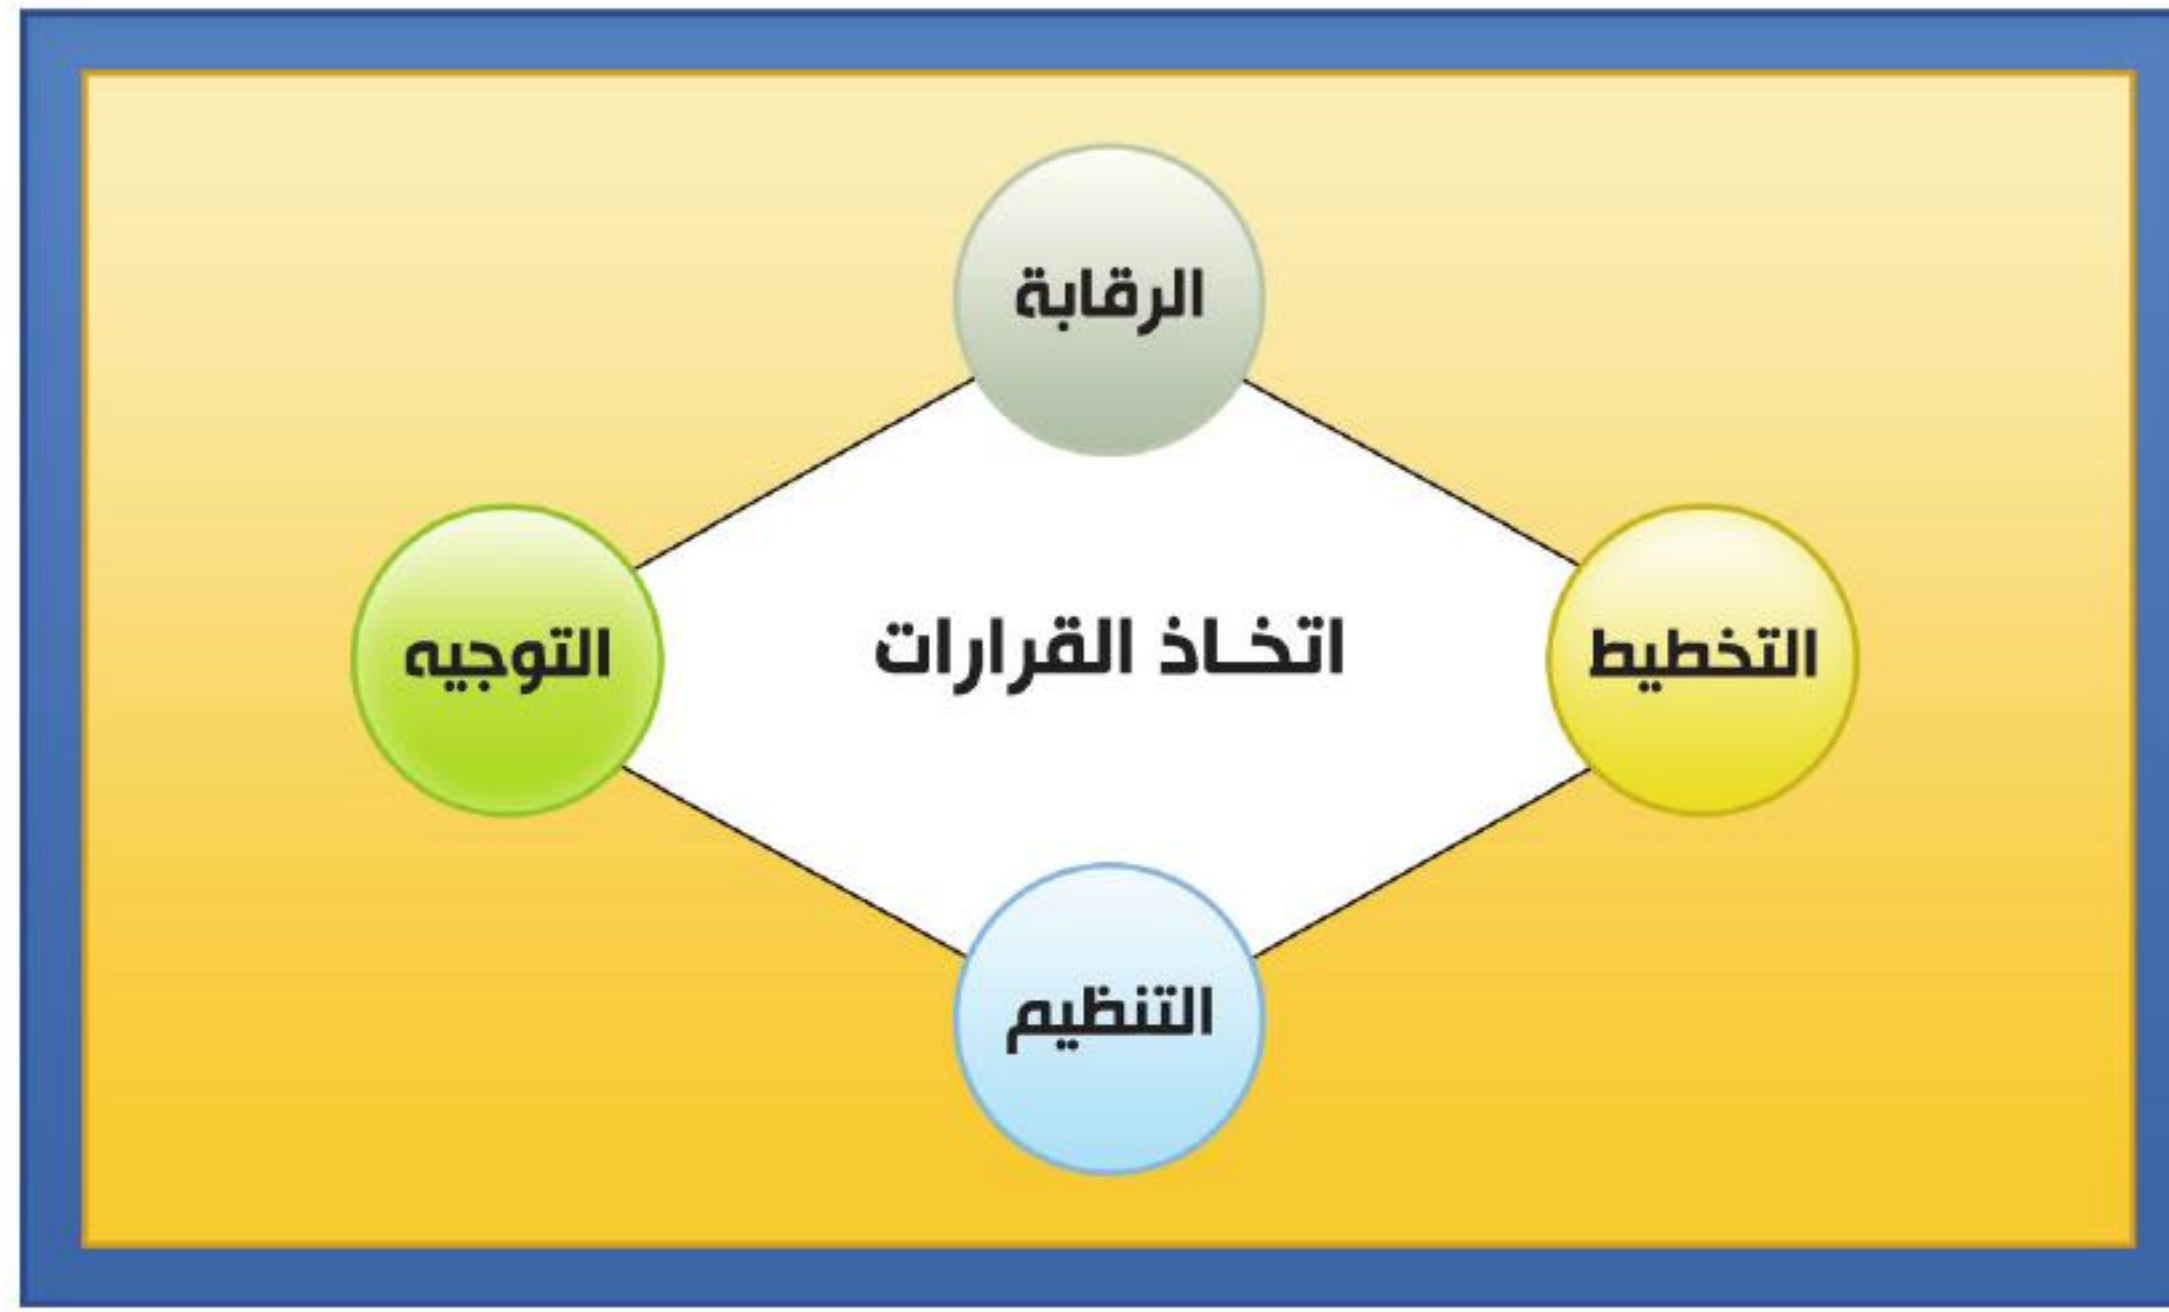 الرقابة
التخطيط
اتخـاذ القرارات
التوجيه
التنظيم